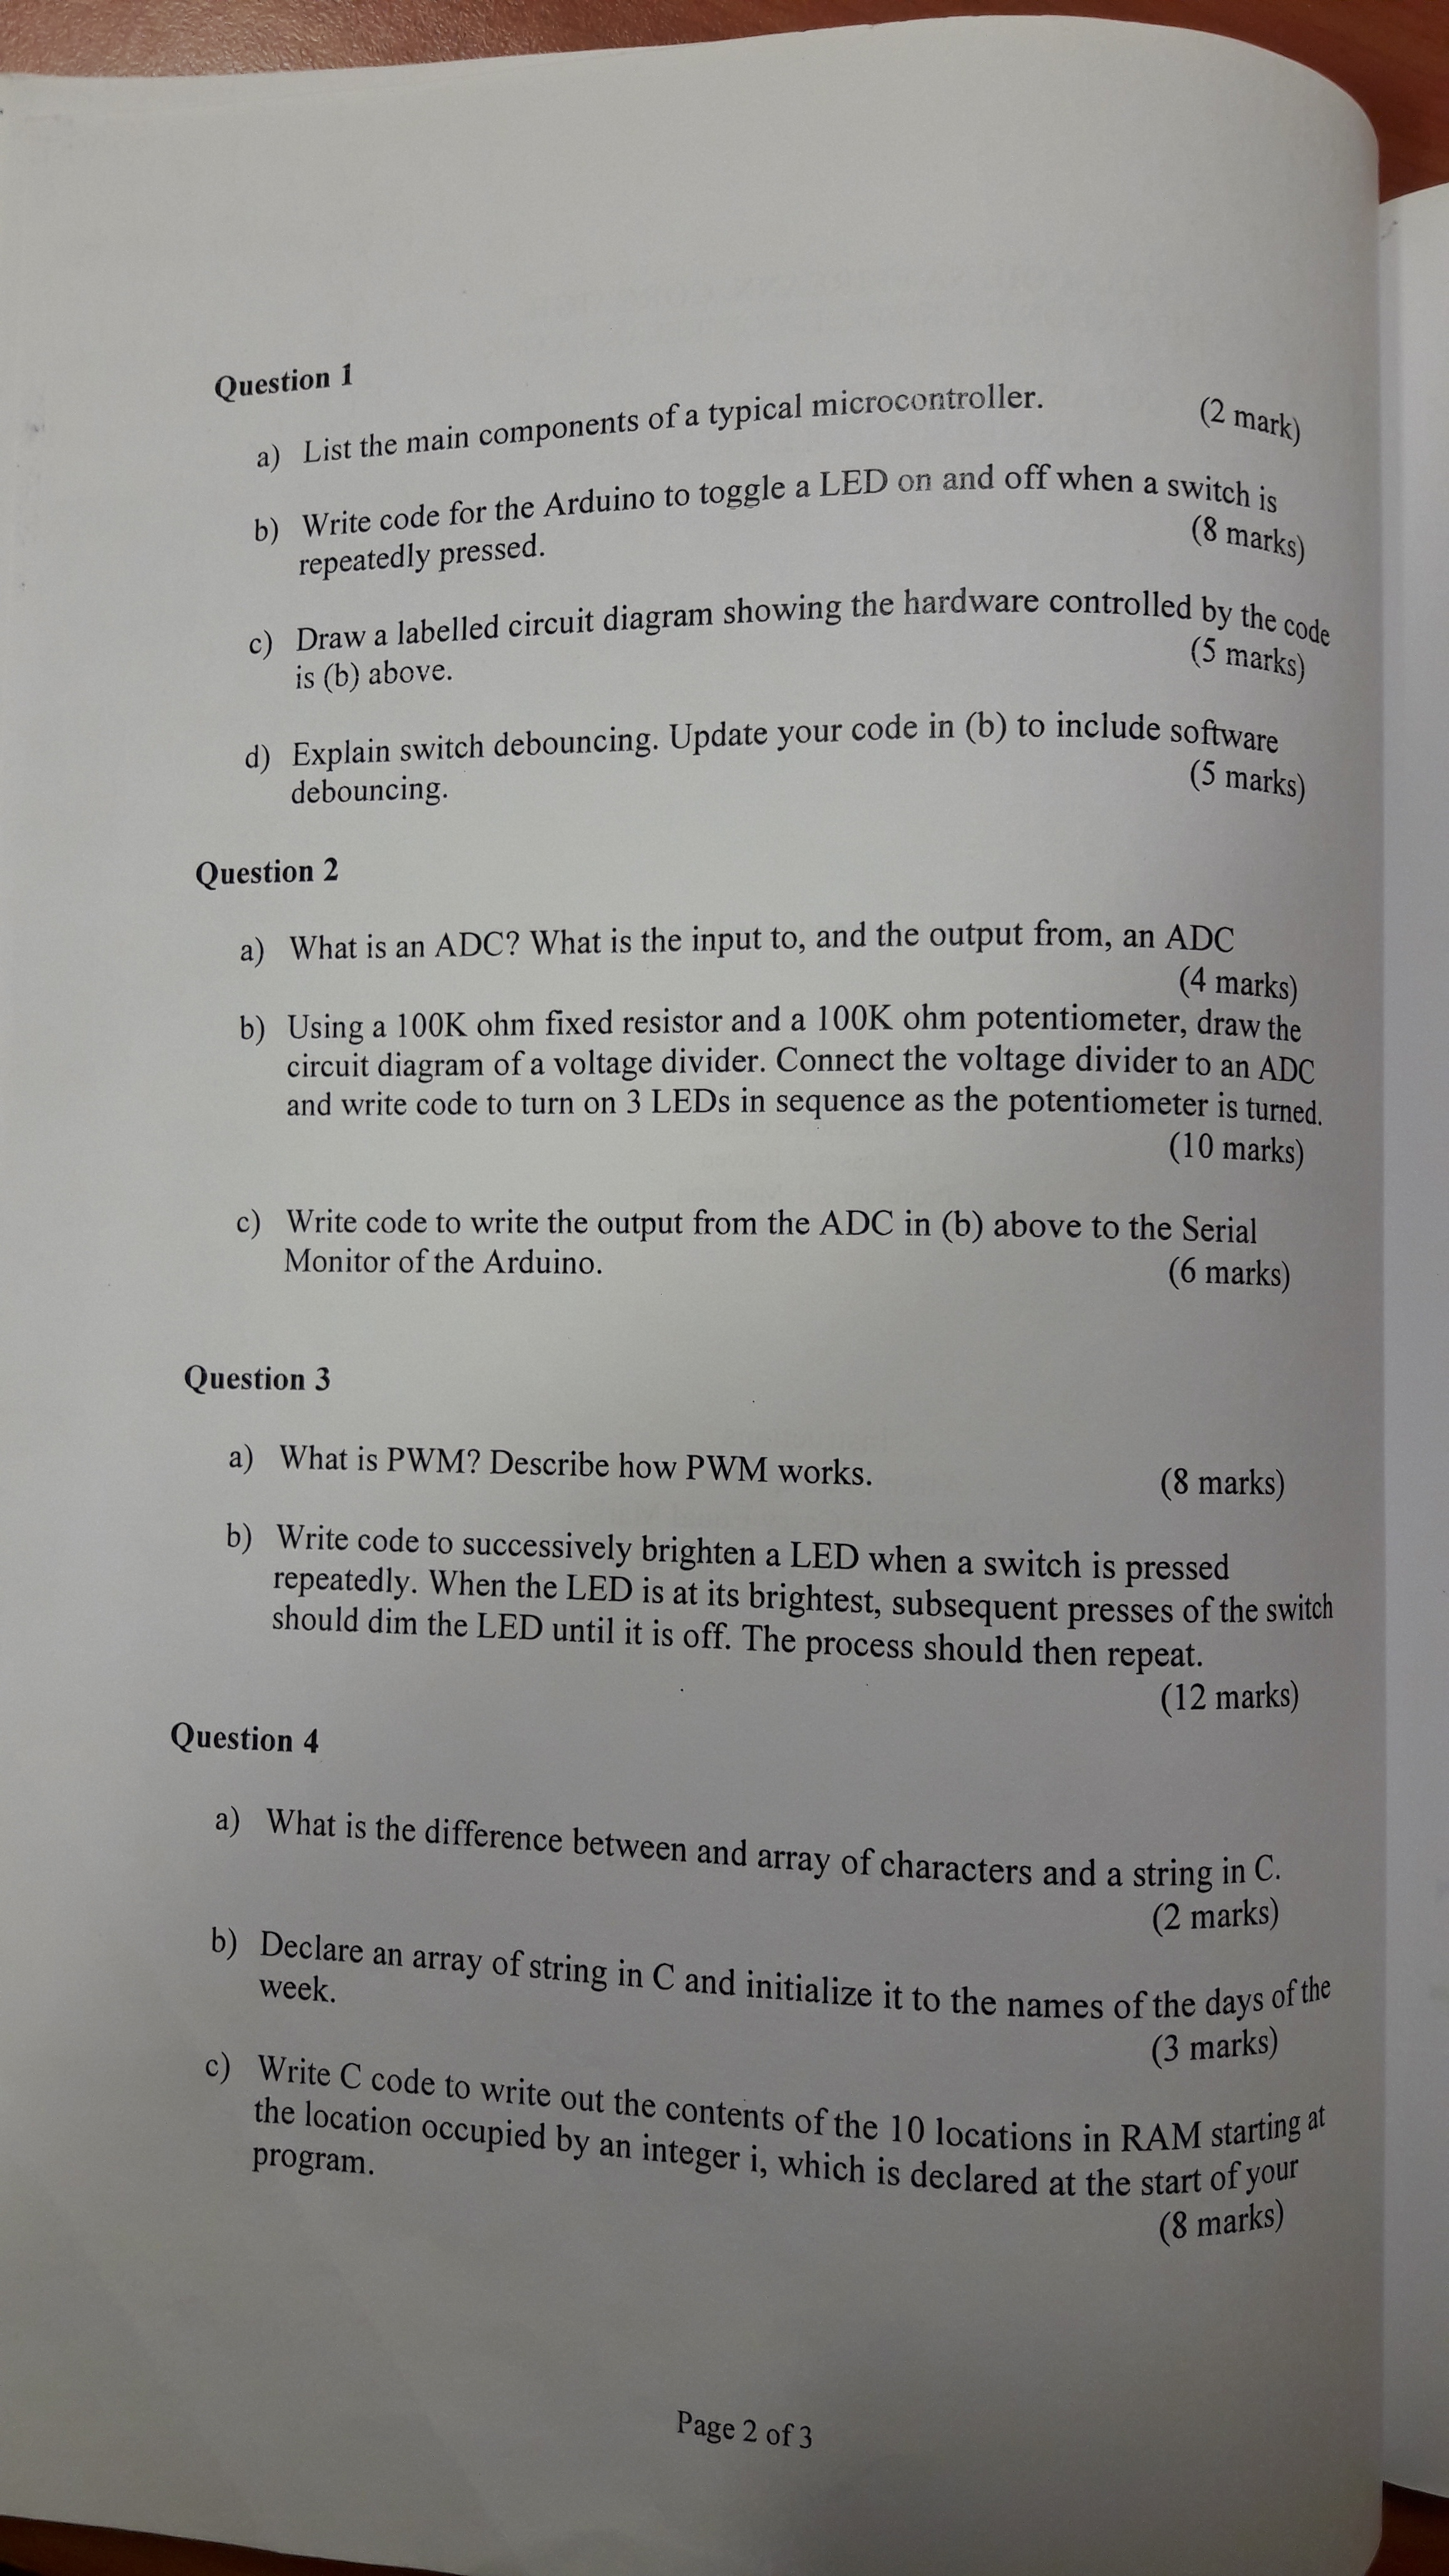 Question 1
a) List the main components of a typical microcontroller.
(2 mark)
b) Write code for the Arduino to toggle a LED on and off when a switch is
repeatedly pressed.
(8 marks)
c) Draw a labelled circuit diagram showing the hardware controlled by the code
is (b) above.
(5 marks)
d) Explain switch debouncing. Update your code in (b) to include software
debouncing.
(5 marks)
Question 2
a) What is an ADC? What is the input to, and the output from, an ADC
(4 marks)
b) Using a 100K ohm fixed resistor and a 100K ohm potentiometer, draw the
circuit diagram of a voltage divider. Connect the voltage divider to an ADC
and write code to turn on 3 LEDs in sequence as the potentiometer is turned.
(10 marks)
c) Write code to write the output from the ADC in (b) above to the Serial
Monitor of the Arduino.
(6 marks)
Question 3
a) What is PWM? Describe how PWM works.
(8 marks)
b) Write code to successively brighten a LED when a switch is pressed
repeatedly. When the LED is at its brightest, subsequent presses of the switch
should dim the LED until it is off. The process should then repeat.
(12 marks)
Question 4
a) What is the difference between and array of characters and a string in C.
(2 marks)
b) Declare an array of string in C and initialize it to the names of the days of the
week.
(3 marks)
c) Write C code to write out the contents of the 10 locations in RAM starting at
the location occupied by an integer i, which is declared at the start of your
program.
(8 marks)
Page 2 of 3